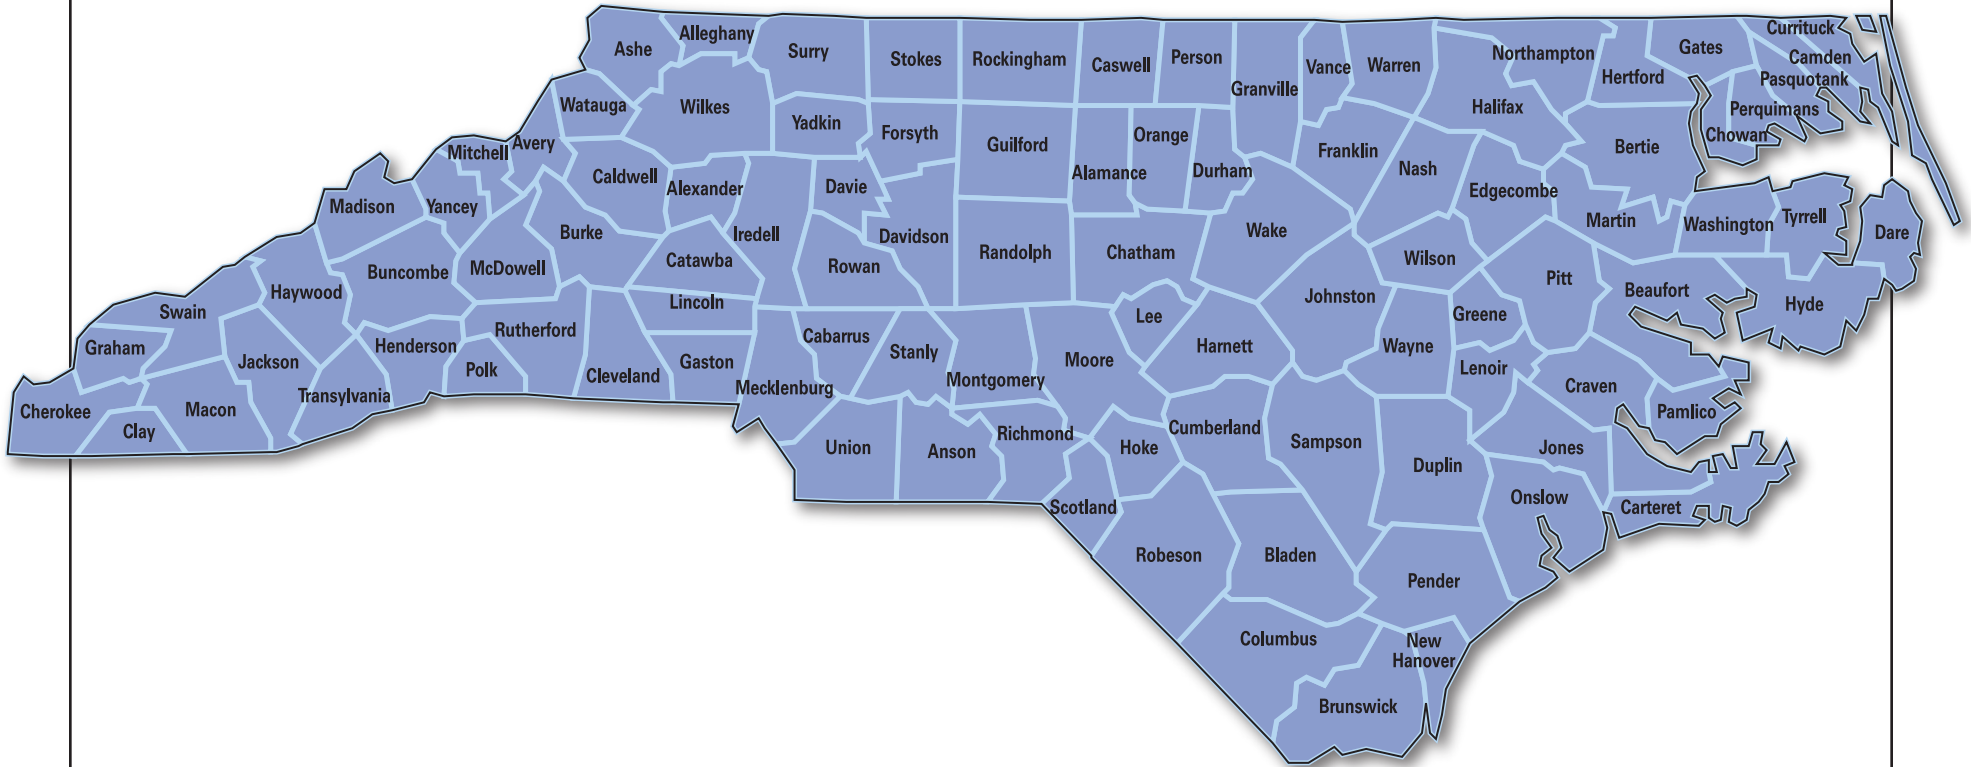 Ashe
Alleghany
Surry
Stokes
Rockingham
Caswell
Person
Granville
Vance
Warren
Northampton
Hertford
Gates
Currituck
Camden
Pasquotank
Perquimans
Chowan
Watauga
Wilkes
Yadkin
Forsyth
Guilford
Alamance
Orange
Durham
Franklin
Nash
Halifax
Edgecombe
Bertie
Martin
Washington
Tyrrell
Dare
Mitchell
Avery
Caldwell
Alexander
Davie
Madison
Yancey
Burke
Iredell
Davidson
Randolph
Chatham
Wake
Wilson
Pitt
Beaufort
Hyde
Buncombe
McDowell
Catawba
Rowan
Haywood
Swain
Lincoln
Rutherford
Cabarrus
Stanly
Lee
Johnston
Greene
Graham
Jackson
Henderson
Polk
Cleveland
Gaston
Mecklenburg
Montgomery
Moore
Harnett
Wayne
Lenoir
Craven
Pamlico
Cherokee
Clay
Macon
Transylvania
Union
Anson
Richmond
Hoke
Cumberland
Sampson
Duplin
Jones
Onslow
Carteret
Scotland
Robeson
Bladen
Pender
Columbus
New
Hanover
Brunswick